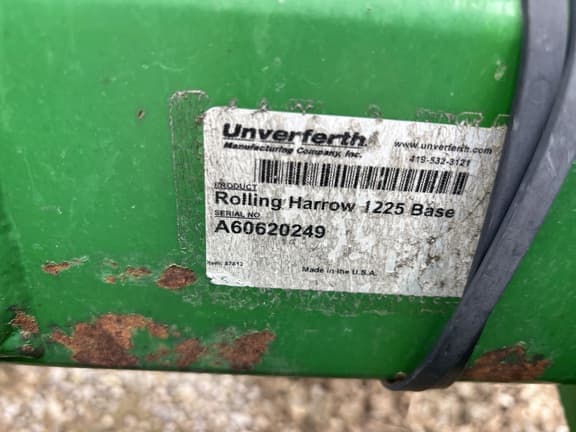 Unverferth
Manufacturing Company, Inc.
www.unverferth.com
419-532-3121
PRODUCT
Rolling Harrow 1225 Base
SERIAL NO
A60620249
Made in the U.S.A.